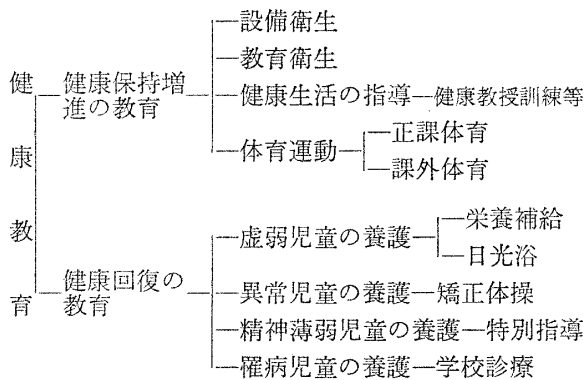 健康教育
健康保持増
進の教育
設備衛生
教育衛生
健康生活の指導
健康教授訓練等
体育運動
正課体育
課外体育
健康回復の
教育
虚弱児童の養護
栄養補給
日光浴
異常児童の養護
矯正体操
精神薄弱児童の養護
特別指導
罹病児童の養護
学校診療